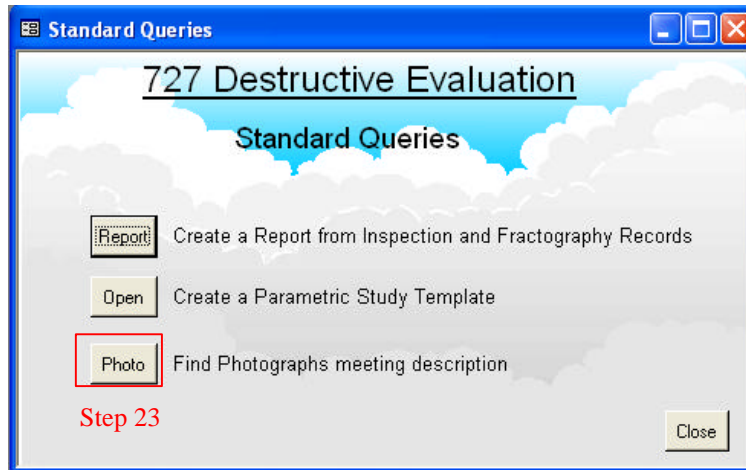 Standard Queries
727 Destructive Evaluation
Standard Queries
Report Create a Report from Inspection and Fractography Records
Open Create a Parametric Study Template
Photo Find Photographs meeting description
Step 23
Close